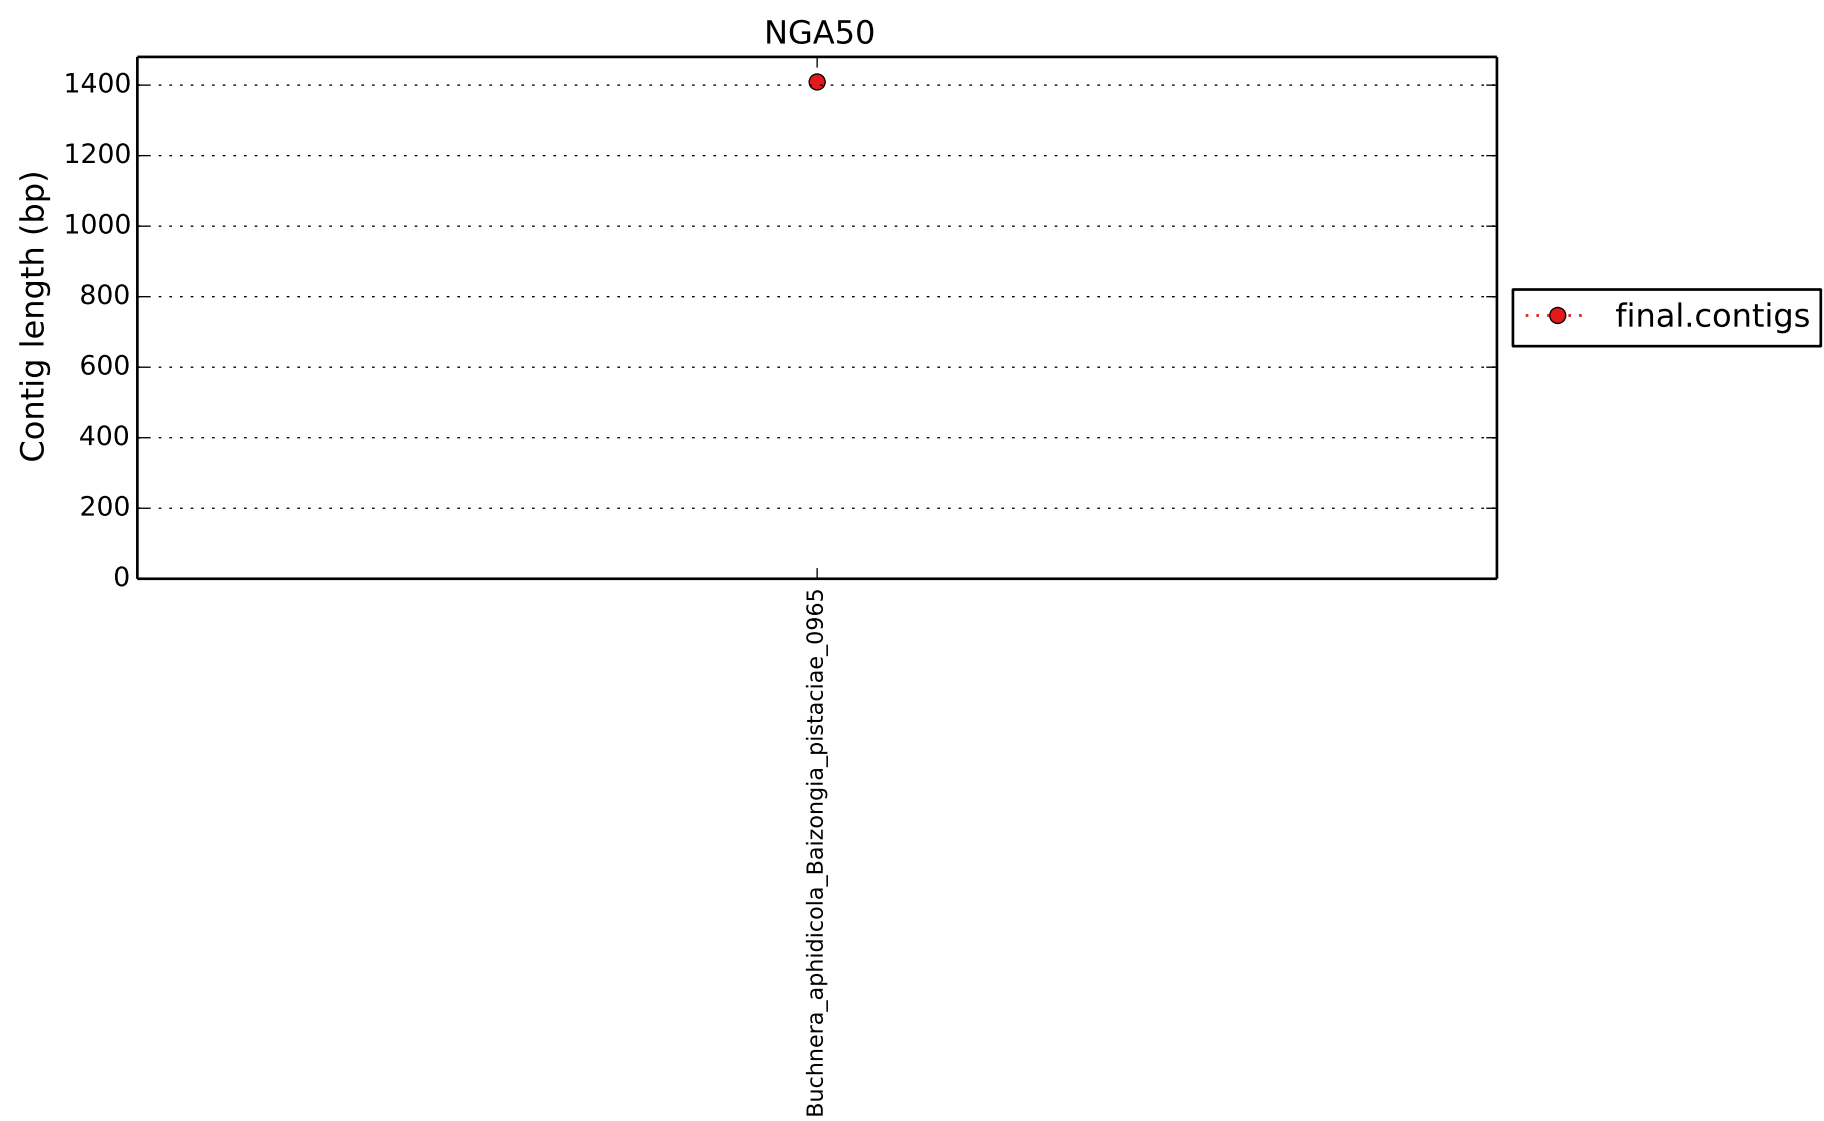 NGA50
Contig length (bp)
1400
1200
1000
800
600
400
200
0
final.contigs
Buchnera_aphidicola_Baizongia_pistaciae_0965